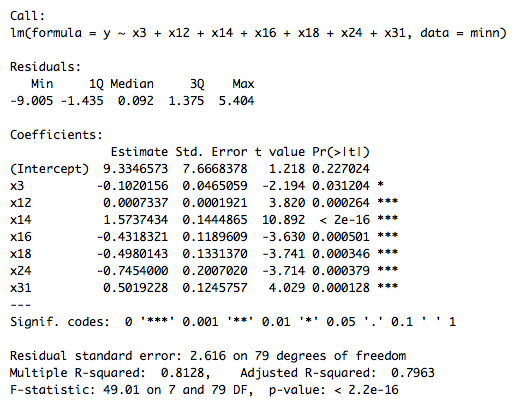 Call:
lm(formula = y ~ x3 + x12 + x14 + x16 + x18 + x24 + x31, data = minn)

Residuals:
   Min     1Q Median     3Q    Max
-9.005 -1.435  0.092  1.375  5.404

Coefficients:
              Estimate Std. Error t value Pr(>|t|)
(Intercept)  9.3346573  7.6668378   1.218 0.227024
x3          -0.1020156  0.0465059  -2.194 0.031204 *
x12          0.0007337  0.0001921   3.820 0.000264 ***
x14          1.5737434  0.1444865  10.892  < 2e-16 ***
x16         -0.4318321  0.1189609  -3.630 0.000501 ***
x18         -0.4980143  0.1331370  -3.741 0.000346 ***
x24         -0.7454000  0.2007020  -3.714 0.000379 ***
x31          0.5019228  0.1245757   4.029 0.000128 ***
---
Signif. codes:  0 '***' 0.001 '**' 0.01 '*' 0.05 '.' 0.1 ' ' 1

Residual standard error: 2.616 on 79 degrees of freedom
Multiple R-squared:  0.8128,	Adjusted R-squared:  0.7963
F-statistic: 49.01 on 7 and 79 DF,  p-value: < 2.2e-16